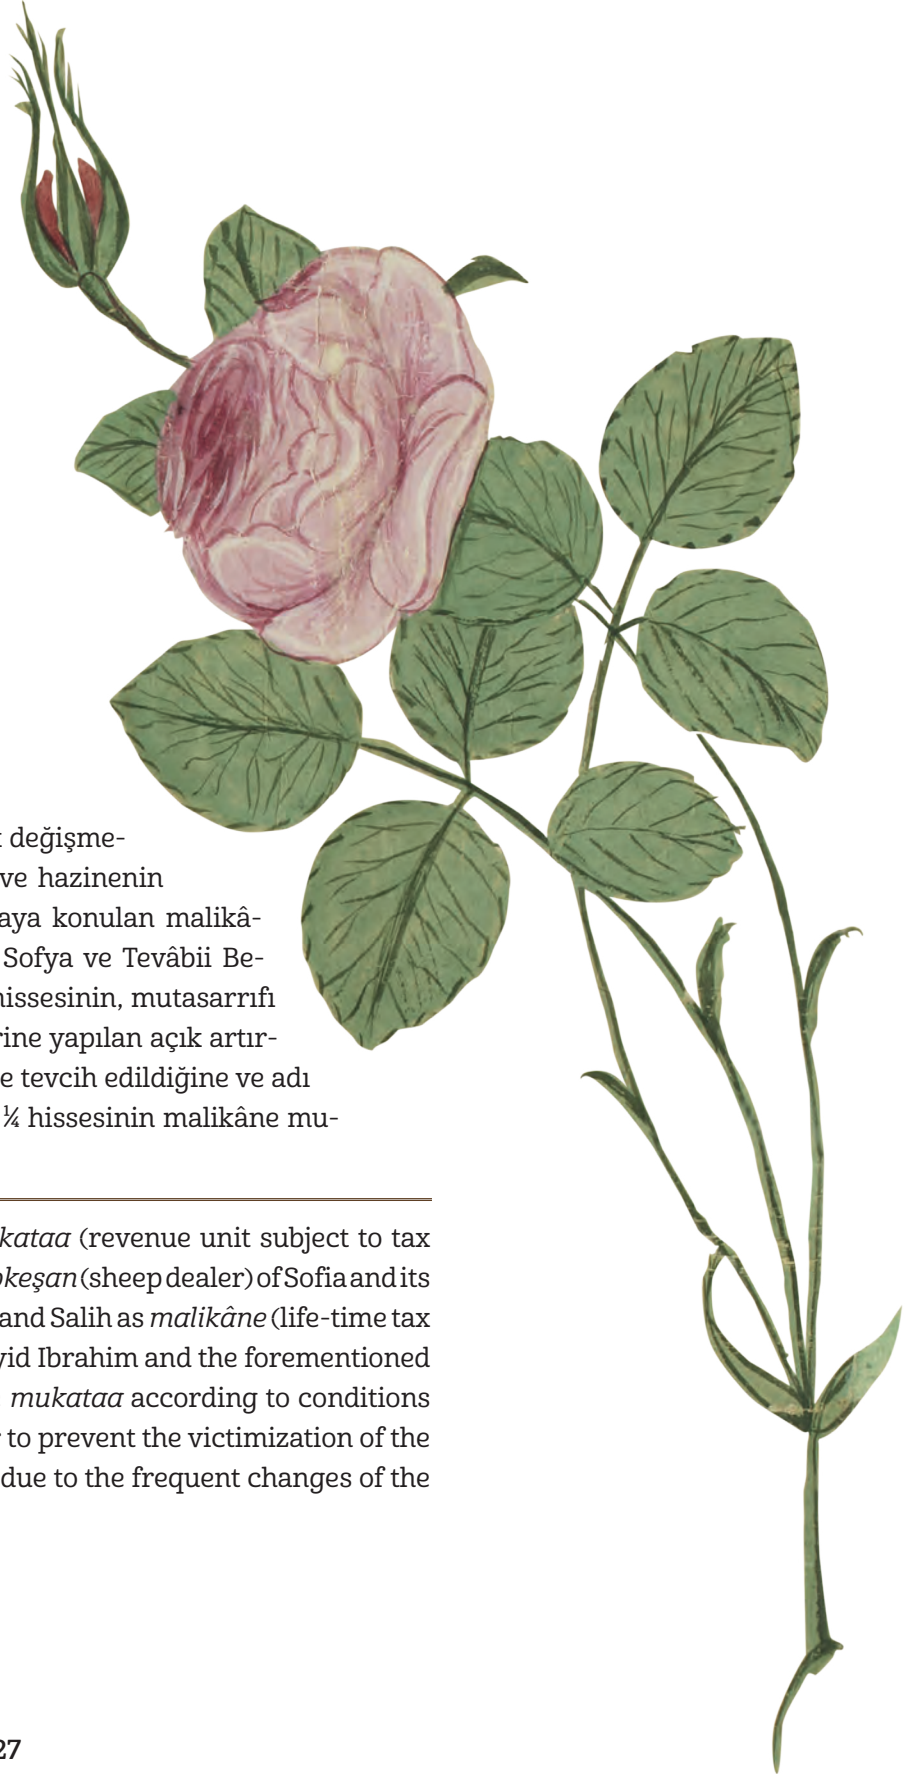 değişme-
ve hazinenin
aya konulan malikâ-
Sofya ve Tevâbii Be-
hissesinin, mutasarrıfı
rine yapılan açık artır-
e tevcih edildiğine ve adı
¼ hissesinin malikâne mu-
kataa (revenue unit subject to tax
keşan (sheep dealer) of Sofia and its
and Salih as malikâne (life-time tax
yid Ibrahim and the forementioned
mukataa according to conditions
to prevent the victimization of the
due to the frequent changes of the
27